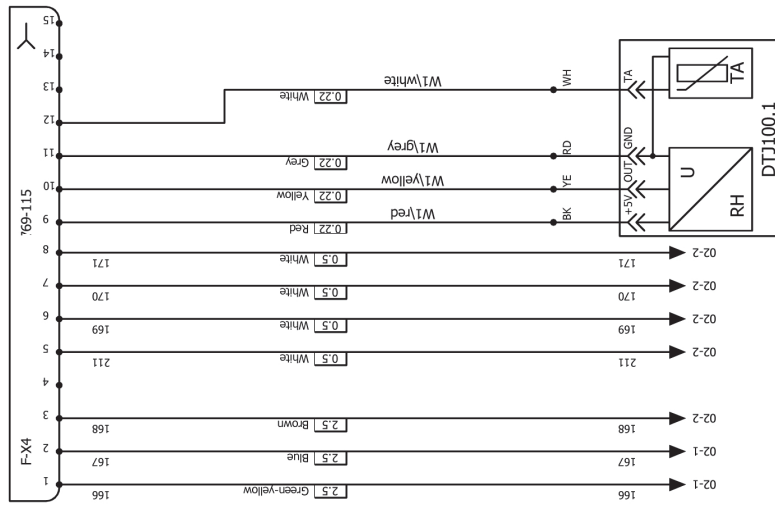 15
14
13
12
11
10
9
8
7
6
5
4
3
2
1
769-115
F-X4
White 0.22 W1\white WH TA
Grey 0.22 W1\grey RD GND
Yellow 0.22 W1\yellow YE OUT
Red 0.22 W1\red BK +5V
TA
U
RH
DTJ100.1
171 White 0.5 171 02-2
170 White 0.5 170 02-2
169 White 0.5 169 02-2
211 White 0.5 211 02-2
168 Brown 2.5 168 02-2
167 Blue 2.5 167 02-1
166 Green-yellow 2.5 166 02-1